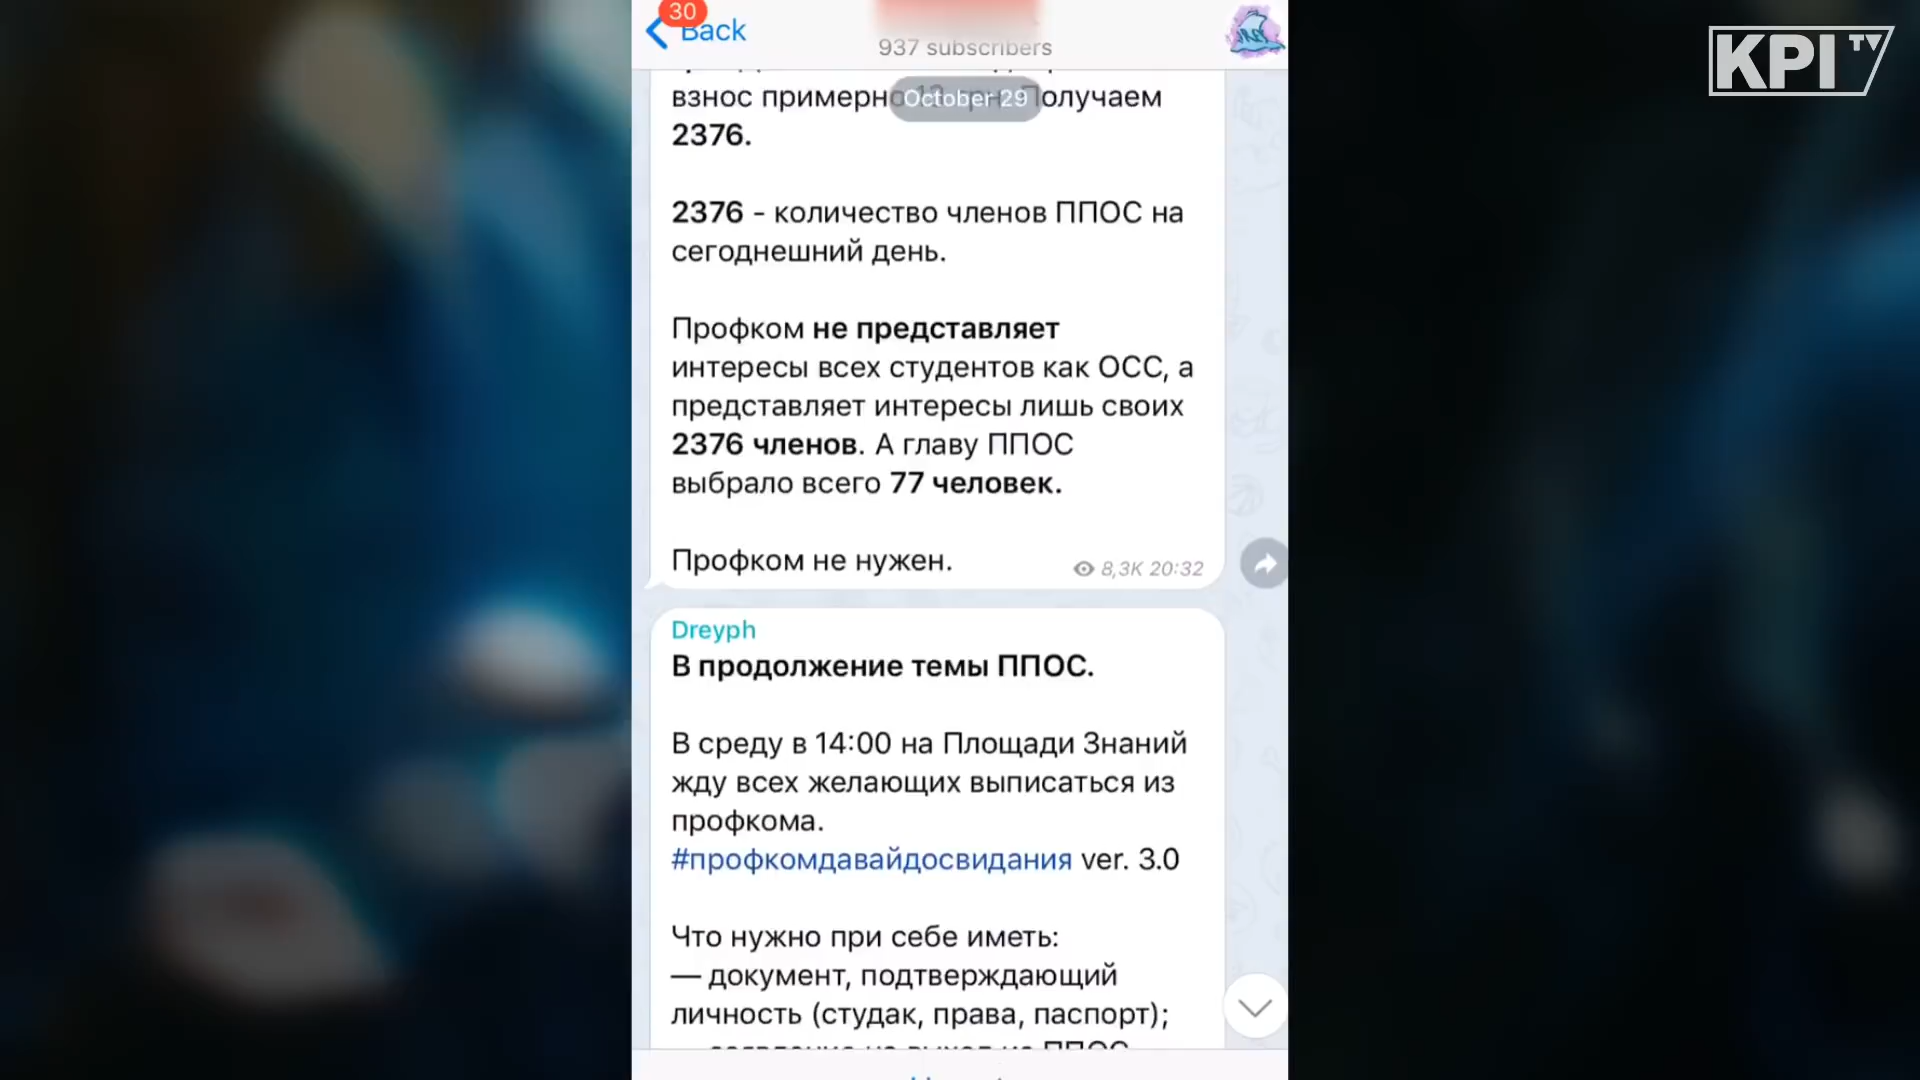 30
Back
937 subscribers
KPI TV
взнос примерно получаем
October 29
2376.
2376 - количество членов ППОС на
сегоднешний день.
Профком не представляет
интересы всех студентов как ОСС, а
представляет интересы лишь своих
2376 членов. А главу ППОС
выбрало всего 77 человек.
Профком не нужен.
8,3K 20:32
Dreyph
В продолжение темы ППОС.
В среду в 14:00 на Площади Знаний
жду всех желающих выписаться из
профкома.
#профкомдавайдосвидания ver. 3.0
Что нужно при себе иметь:
— документ, подтверждающий
личность (студак, права, паспорт);